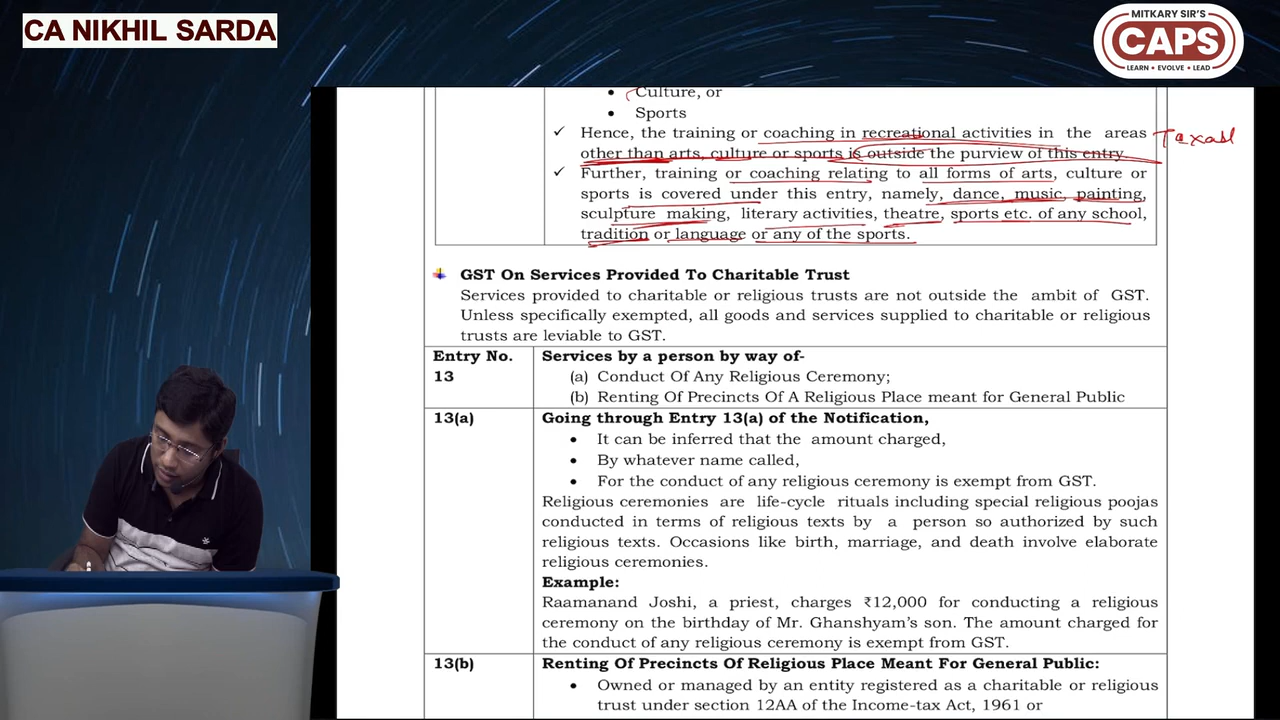 CA NIKHIL SARDA
MITKARY SIR'S
CAPS
LEARN • EVOLVE • LEAD
• Culture, or
• Sports
✓ Hence, the training or coaching in recreational activities in the areas
other than arts, culture or sports is outside the purview of this entry.
Taxabl
✓ Further, training or coaching relating to all forms of arts, culture or
sports is covered under this entry, namely, dance, music, painting,
sculpture making, literary activities, theatre, sports etc. of any school,
tradition or language or any of the sports.
GST On Services Provided To Charitable Trust
Services provided to charitable or religious trusts are not outside the ambit of GST.
Unless specifically exempted, all goods and services supplied to charitable or religious
trusts are leviable to GST.
Entry No. Services by a person by way of-
13 (a) Conduct Of Any Religious Ceremony;
(b) Renting Of Precincts Of A Religious Place meant for General Public
13(a) Going through Entry 13(a) of the Notification,
• It can be inferred that the amount charged,
• By whatever name called,
• For the conduct of any religious ceremony is exempt from GST.
Religious ceremonies are life-cycle rituals including special religious poojas
conducted in terms of religious texts by a person so authorized by such
religious texts. Occasions like birth, marriage, and death involve elaborate
religious ceremonies.
Example:
Raamanand Joshi, a priest, charges ₹12,000 for conducting a religious
ceremony on the birthday of Mr. Ghanshyam's son. The amount charged for
the conduct of any religious ceremony is exempt from GST.
13(b) Renting Of Precincts Of Religious Place Meant For General Public:
• Owned or managed by an entity registered as a charitable or religious
trust under section 12AA of the Income-tax Act, 1961 or